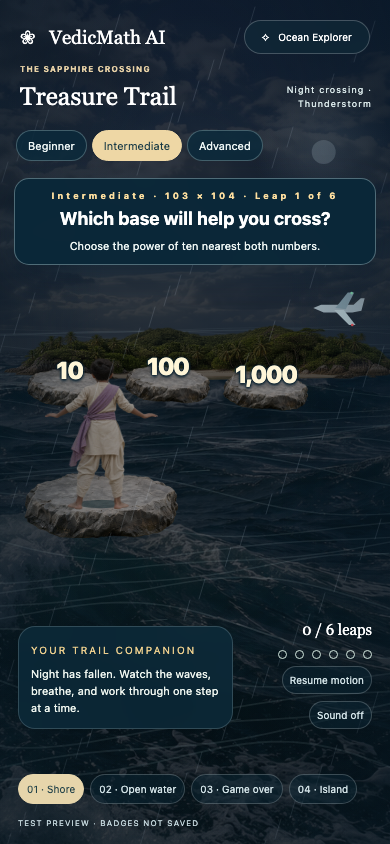 VedicMath AI
Ocean Explorer
THE SAPPHIRE CROSSING
Treasure Trail
Night crossing ·
Thunderstorm
Beginner
Intermediate
Advanced
Intermediate · 103 × 104 · Leap 1 of 6
Which base will help you cross?
Choose the power of ten nearest both numbers.
10
100
1,000
0 / 6 leaps
YOUR TRAIL COMPANION
Night has fallen. Watch the waves,
breathe, and work through one step
at a time.
Resume motion
Sound off
01 · Shore
02 · Open water
03 · Game over
04 · Island
TEST PREVIEW · BADGES NOT SAVED